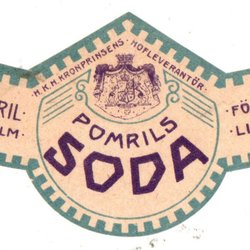 H.K.H. KRONPRINSENS · HOFLEVERANTÖR
POMRILS
SODA